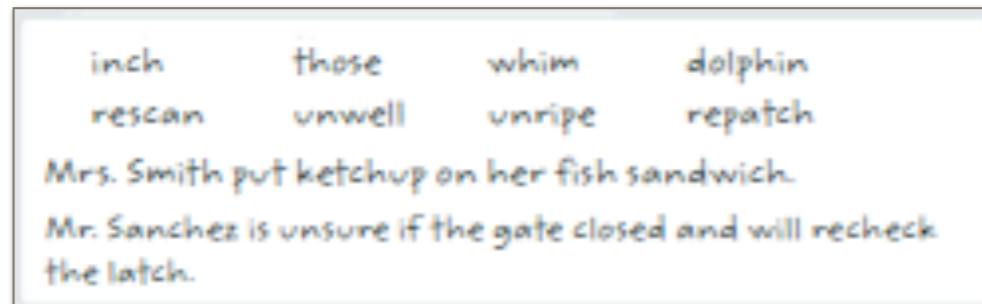 inch those whim dolphin
rescan unwell unripe repatch
Mrs. Smith put ketchup on her fish sandwich.
Mr. Sanchez is unsure if the gate closed and will recheck
the latch.